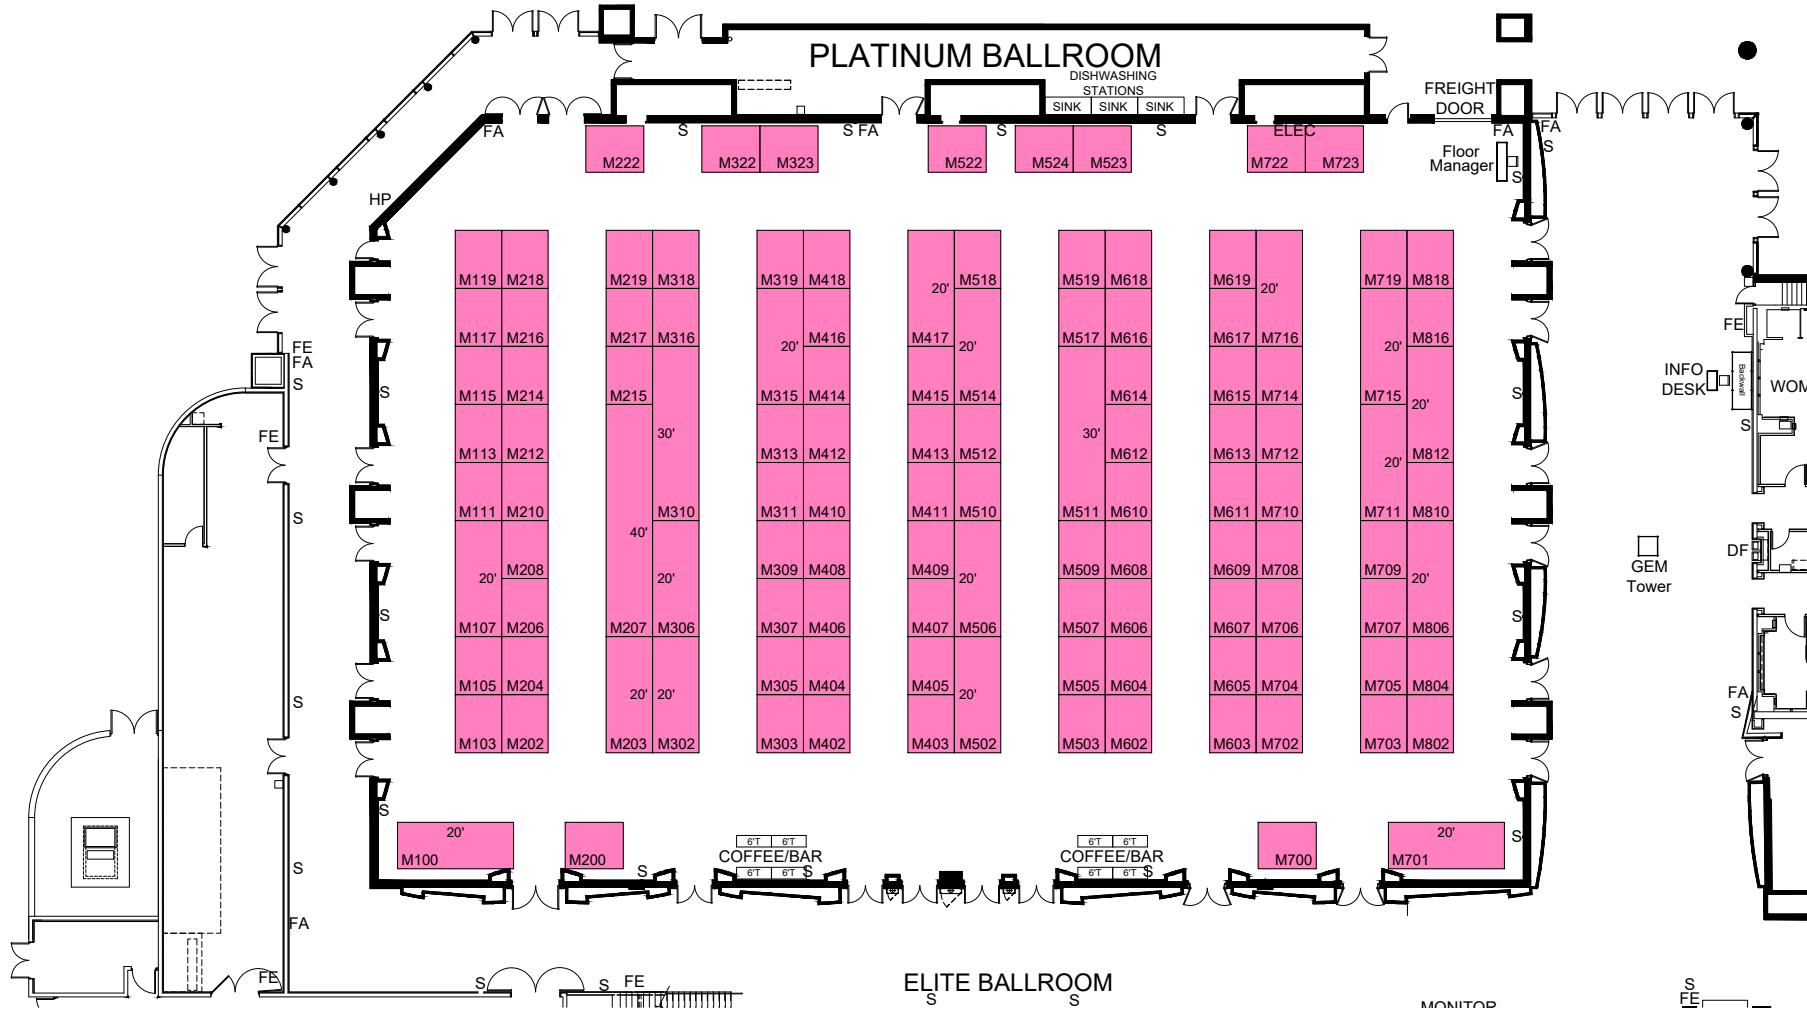 PLATINUM BALLROOM
DISHWASHING
STATIONS
SINK SINK SINK
FREIGHT
DOOR
FA S S FA S S ELEC FA FA
S
M222 M322 M323 M522 M524 M523 M722 M723
Floor
Manager
S
HP
M119 M218 M219 M318 M319 M418 20' M518 M519 M618 M619 20' M719 M818
FE
M117 M216 M217 M316 20' M416 M417 20' M517 M616 M617 M716 20' M816
FE
FA
S
INFO
DESK
Backwall
WOM
S
M115 M214 M215 M315 M414 M415 M514 M614 M615 M714 M715 20'
S
S
S
FE
30' 30'
M113 M212 M313 M412 M413 M512 M612 M613 M712 20' M812
M111 M210 M310 M311 M410 M411 M510 M511 M610 M611 M710 M711 M810
S
40'
DF
GEM
Tower
20' M208 20' M309 M408 M409 20' M509 M608 M609 M708 M709 20'
S
S
M107 M206 M207 M306 M307 M406 M407 M506 M507 M606 M607 M706 M707 M806
M105 M204 20' 20' M305 M404 M405 20' M505 M604 M605 M704 M705 M804
S
FA
S
M103 M202 M203 M302 M303 M402 M403 M502 M503 M602 M603 M702 M703 M802
S
20' 20'
S
6'T 6'T 6'T 6'T
M100 M200 COFFEE/BAR COFFEE/BAR M700 M701
S
S 6'T 6'T S 6'T 6'T S
FA
ELITE BALLROOM
FE S S FE S S
MONITOR
S
FE